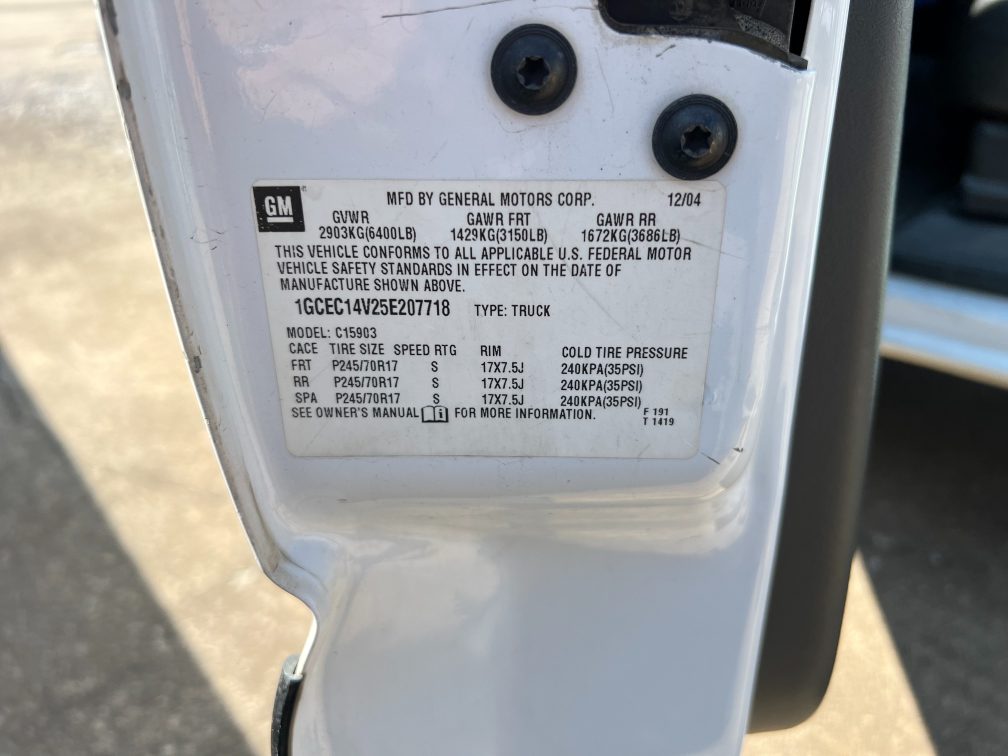 GM
MFD BY GENERAL MOTORS CORP. 12/04
GVWR GAWR FRT GAWR RR
2903KG(6400LB) 1429KG(3150LB) 1672KG(3686LB)
THIS VEHICLE CONFORMS TO ALL APPLICABLE U.S. FEDERAL MOTOR
VEHICLE SAFETY STANDARDS IN EFFECT ON THE DATE OF
MANUFACTURE SHOWN ABOVE.
1GCEC14V25E207718 TYPE: TRUCK
MODEL: C15903
CACE TIRE SIZE SPEED RTG RIM COLD TIRE PRESSURE
FRT P245/70R17 S 17X7.5J 240KPA(35PSI)
RR P245/70R17 S 17X7.5J 240KPA(35PSI)
SPA P245/70R17 S 17X7.5J 240KPA(35PSI)
SEE OWNER'S MANUAL FOR MORE INFORMATION.
F 191
T 1419